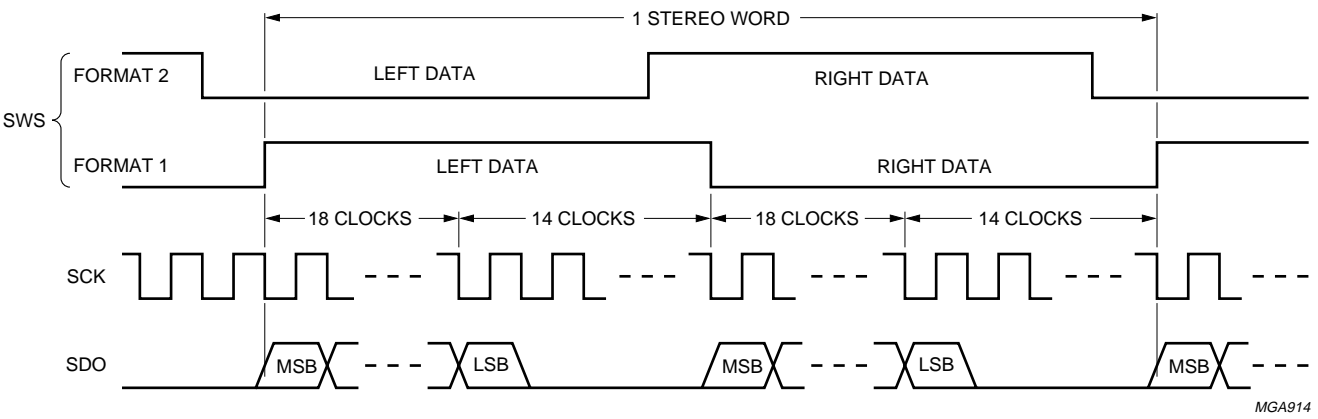 1 STEREO WORD
FORMAT 2
LEFT DATA
RIGHT DATA
SWS
FORMAT 1
LEFT DATA
RIGHT DATA
18 CLOCKS
14 CLOCKS
18 CLOCKS
14 CLOCKS
SCK
SDO
MSB
LSB
MSB
LSB
MSB
MGA914